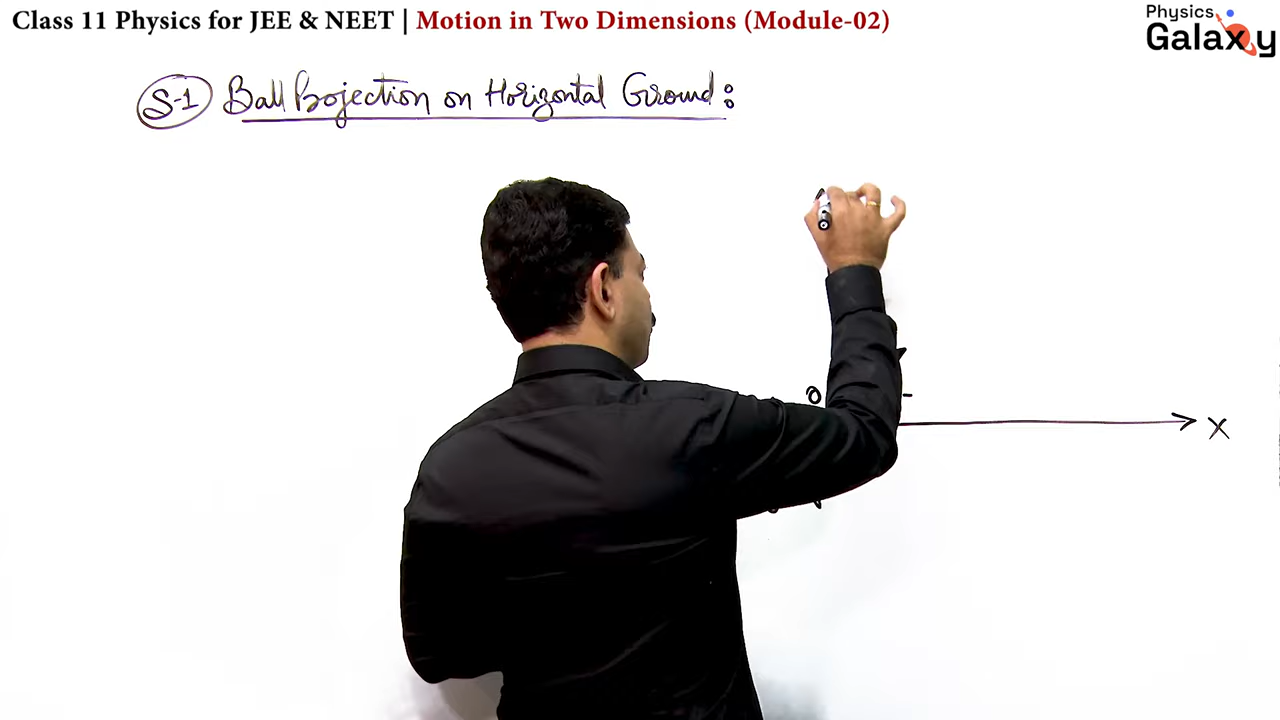 Class 11 Physics for JEE & NEET | Motion in Two Dimensions (Module-02)
Physics
Galaxy
S-1 Ball Projection on Horizontal Ground :
X